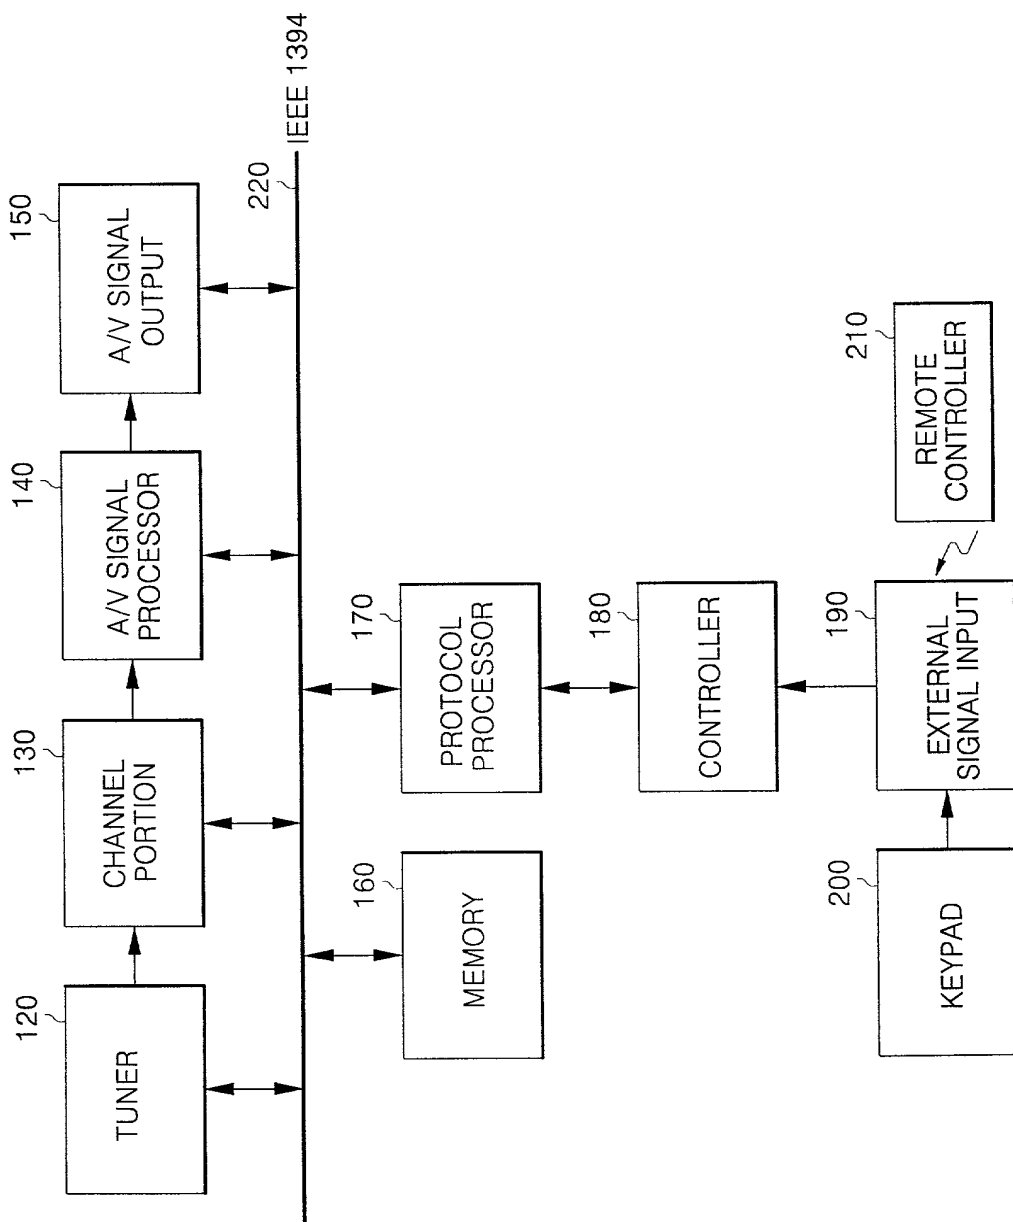 120
TUNER
130
CHANNEL
PORTION
140
A/V SIGNAL
PROCESSOR
150
A/V SIGNAL
OUTPUT
220
IEEE 1394
160
MEMORY
170
PROTOCOL
PROCESSOR
180
CONTROLLER
200
KEYPAD
190
EXTERNAL
SIGNAL INPUT
210
REMOTE
CONTROLLER